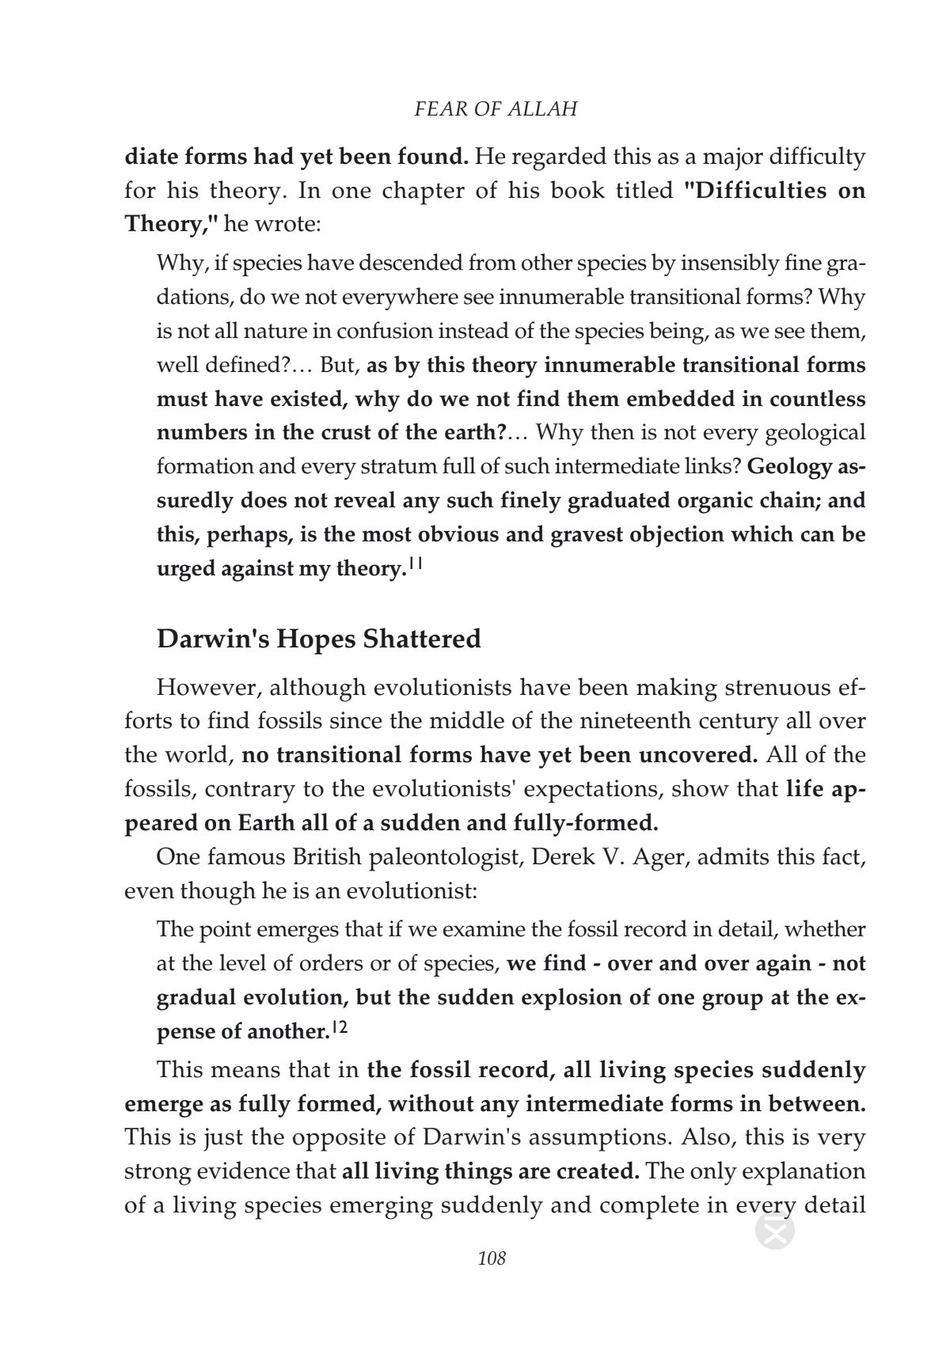 FEAR OF ALLAH
diate forms had yet been found. He regarded this as a major difficulty
for his theory. In one chapter of his book titled "Difficulties on
Theory," he wrote:
Why, if species have descended from other species by insensibly fine gra-
dations, do we not everywhere see innumerable transitional forms? Why
is not all nature in confusion instead of the species being, as we see them,
well defined?… But, as by this theory innumerable transitional forms
must have existed, why do we not find them embedded in countless
numbers in the crust of the earth?… Why then is not every geological
formation and every stratum full of such intermediate links? Geology as-
suredly does not reveal any such finely graduated organic chain; and
this, perhaps, is the most obvious and gravest objection which can be
urged against my theory.11
Darwin's Hopes Shattered
However, although evolutionists have been making strenuous ef-
forts to find fossils since the middle of the nineteenth century all over
the world, no transitional forms have yet been uncovered. All of the
fossils, contrary to the evolutionists' expectations, show that life ap-
peared on Earth all of a sudden and fully-formed.
One famous British paleontologist, Derek V. Ager, admits this fact,
even though he is an evolutionist:
The point emerges that if we examine the fossil record in detail, whether
at the level of orders or of species, we find - over and over again - not
gradual evolution, but the sudden explosion of one group at the ex-
pense of another.12
This means that in the fossil record, all living species suddenly
emerge as fully formed, without any intermediate forms in between.
This is just the opposite of Darwin's assumptions. Also, this is very
strong evidence that all living things are created. The only explanation
of a living species emerging suddenly and complete in every detail
108